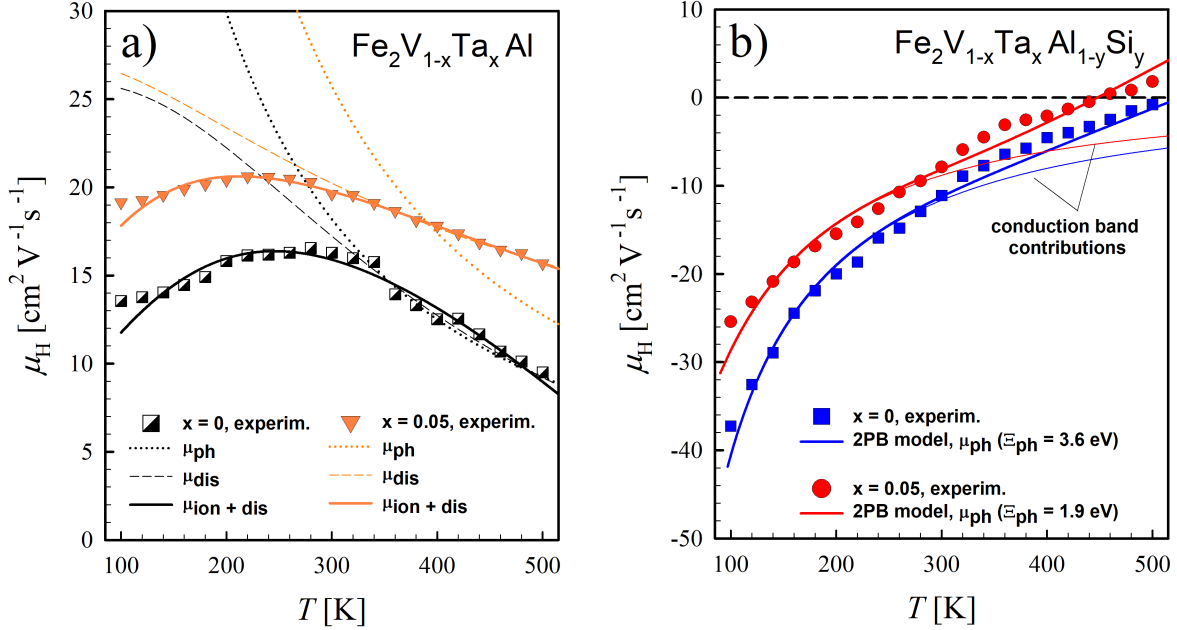 a)
Fe2V1-xTaxAl
30
25
20
15
10
5
0
μH [cm2 V-1s-1]
x = 0, experim.
μph
μdis
μion + dis
x = 0.05, experim.
μph
μdis
μion + dis
100 200 300 400 500
T [K]
b)
Fe2V1-xTaxAl1-ySiy
10
0
-10
-20
-30
-40
-50
μH [cm2 V-1s-1]
conduction band
contributions
x = 0, experim.
2PB model, μph (Ξph = 3.6 eV)
x = 0.05, experim.
2PB model, μph (Ξph = 1.9 eV)
100 200 300 400 500
T [K]